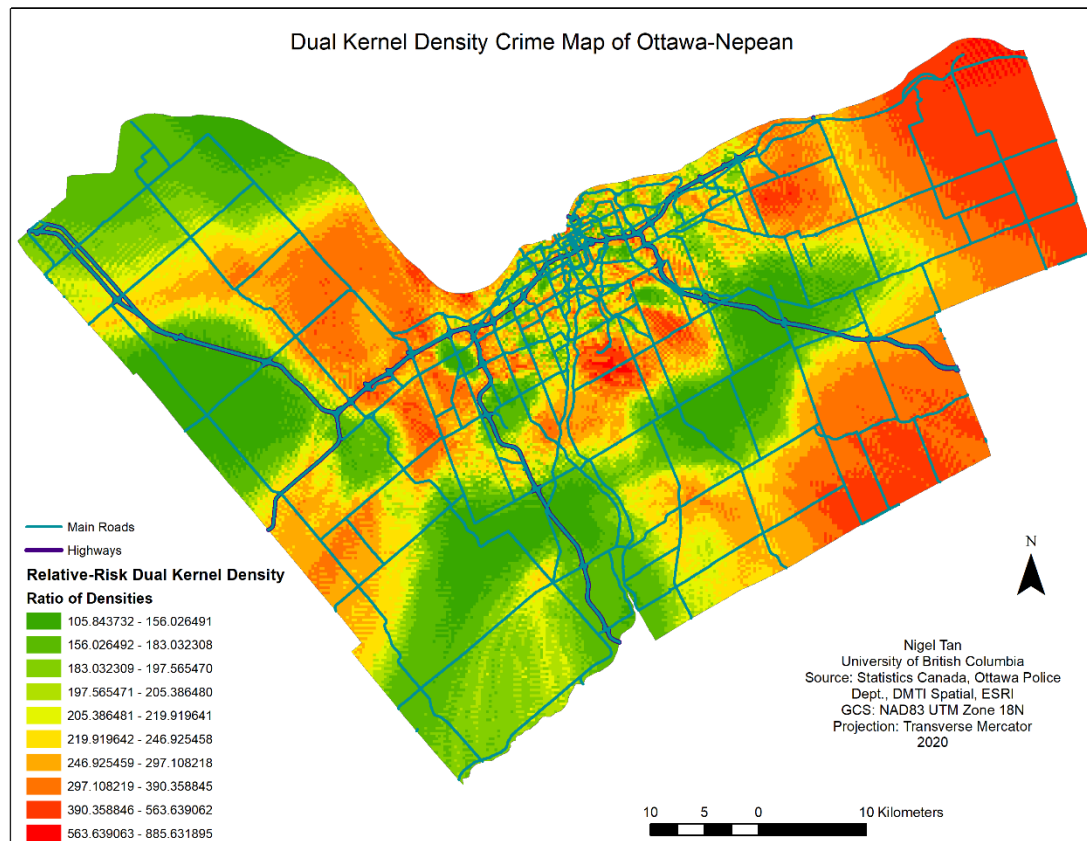 Dual Kernel Density Crime Map of Ottawa-Nepean
Main Roads
Highways
Relative-Risk Dual Kernel Density
Ratio of Densities
105.843732 - 156.026491
156.026492 - 183.032308
183.032309 - 197.565470
197.565471 - 205.386480
205.386481 - 219.919641
219.919642 - 246.925458
246.925459 - 297.108218
297.108219 - 390.358845
390.358846 - 563.639062
563.639063 - 885.631895
N
Nigel Tan
University of British Columbia
Source: Statistics Canada, Ottawa Police
Dept., DMTI Spatial, ESRI
GCS: NAD83 UTM Zone 18N
Projection: Transverse Mercator
2020
10 5 0 10 Kilometers